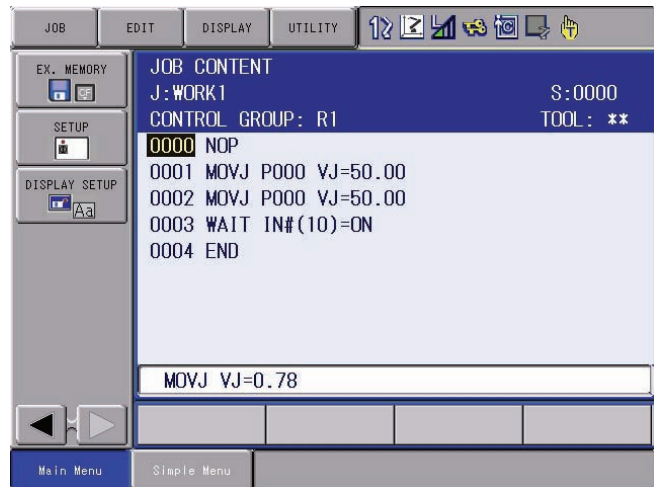 JOB EDIT DISPLAY UTILITY
EX. MEMORY
CF
SETUP
DISPLAY SETUP
Aa
JOB CONTENT
J:WORK1 S:0000
CONTROL GROUP: R1 TOOL: **
0000 NOP
0001 MOVJ P000 VJ=50.00
0002 MOVJ P000 VJ=50.00
0003 WAIT IN#(10)=ON
0004 END
MOVJ VJ=0.78
Main Menu Simple Menu